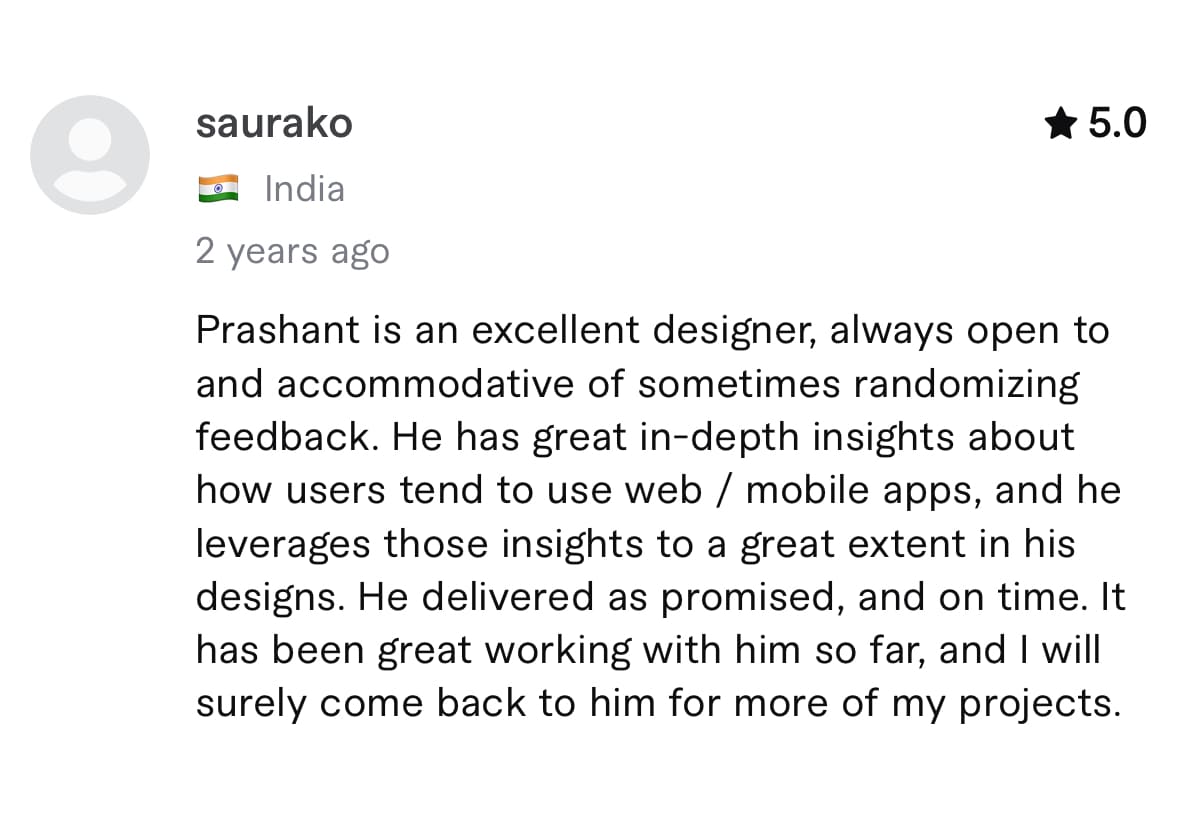 saurako
★ 5.0
🇮🇳 India
2 years ago
Prashant is an excellent designer, always open to
and accommodative of sometimes randomizing
feedback. He has great in-depth insights about
how users tend to use web / mobile apps, and he
leverages those insights to a great extent in his
designs. He delivered as promised, and on time. It
has been great working with him so far, and I will
surely come back to him for more of my projects.